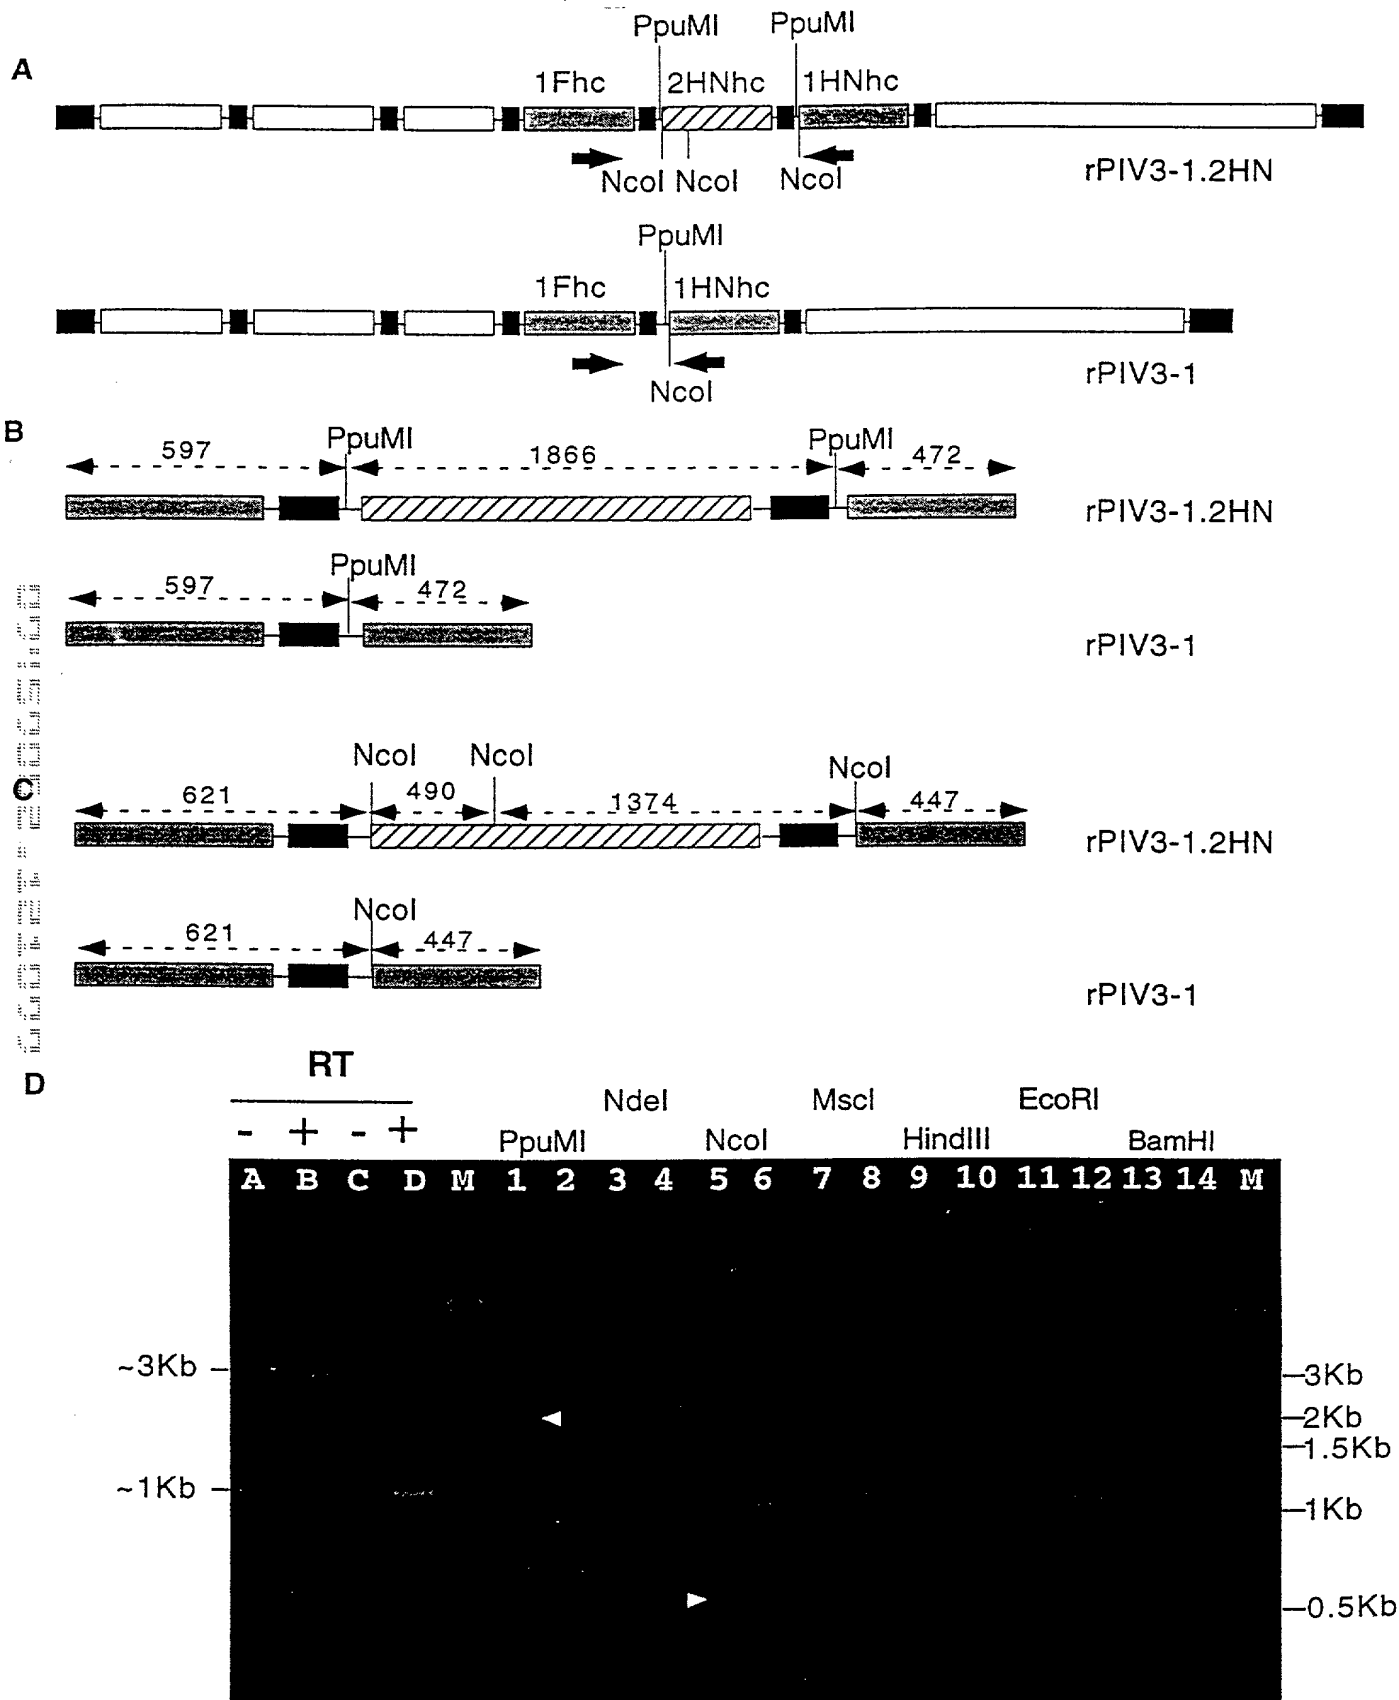 A
PpuMI PpuMI
1Fhc 2HNhc 1HNhc
NcoI NcoI NcoI
rPIV3-1.2HN
PpuMI
1Fhc 1HNhc
NcoI
rPIV3-1
B
PpuMI PpuMI
597 1866 472
rPIV3-1.2HN
PpuMI
597 472
rPIV3-1
C
NcoI NcoI NcoI
621 490 1374 447
rPIV3-1.2HN
NcoI
621 447
rPIV3-1
D
RT
- + - +
NdeI MscI EcoRI
PpuMI NcoI HindIII BamHI
A B C D M 1 2 3 4 5 6 7 8 9 10 11 12 13 14 M
~3Kb
~1Kb
3Kb
2Kb
1.5Kb
1Kb
0.5Kb